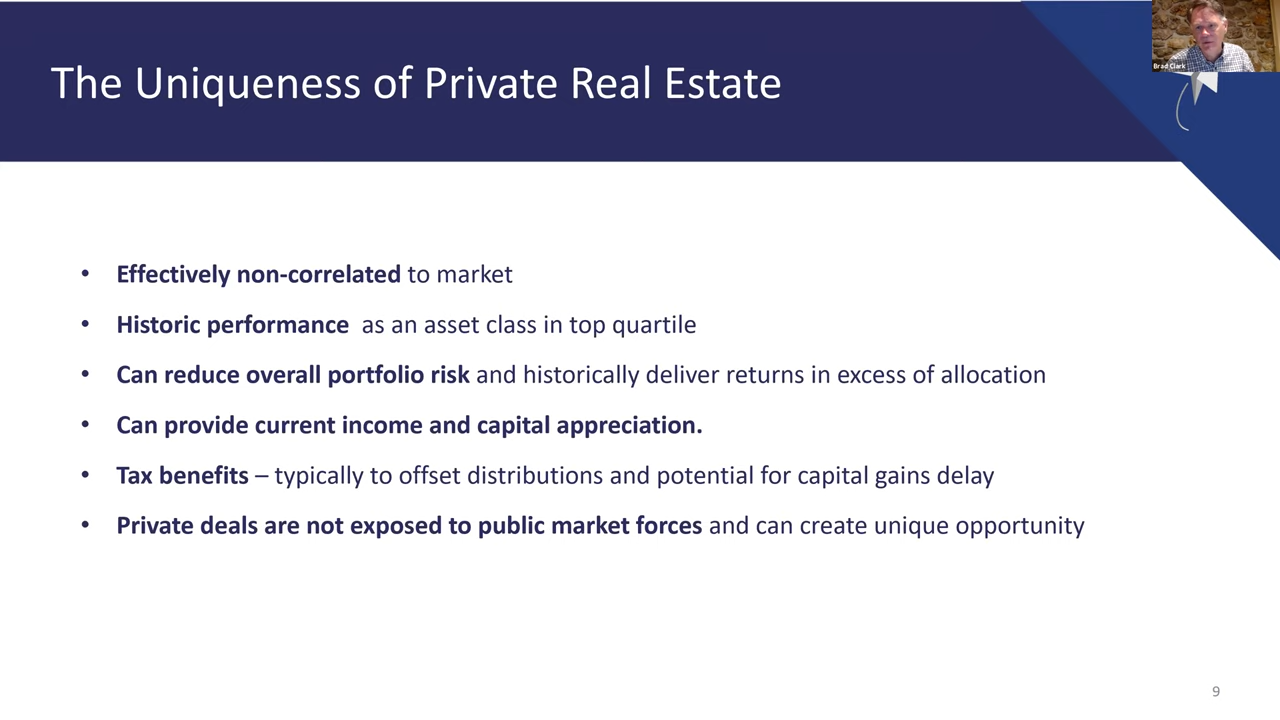 The Uniqueness of Private Real Estate
Brad Clark
• Effectively non-correlated to market
• Historic performance  as an asset class in top quartile
• Can reduce overall portfolio risk and historically deliver returns in excess of allocation
• Can provide current income and capital appreciation.
• Tax benefits – typically to offset distributions and potential for capital gains delay
• Private deals are not exposed to public market forces and can create unique opportunity
9